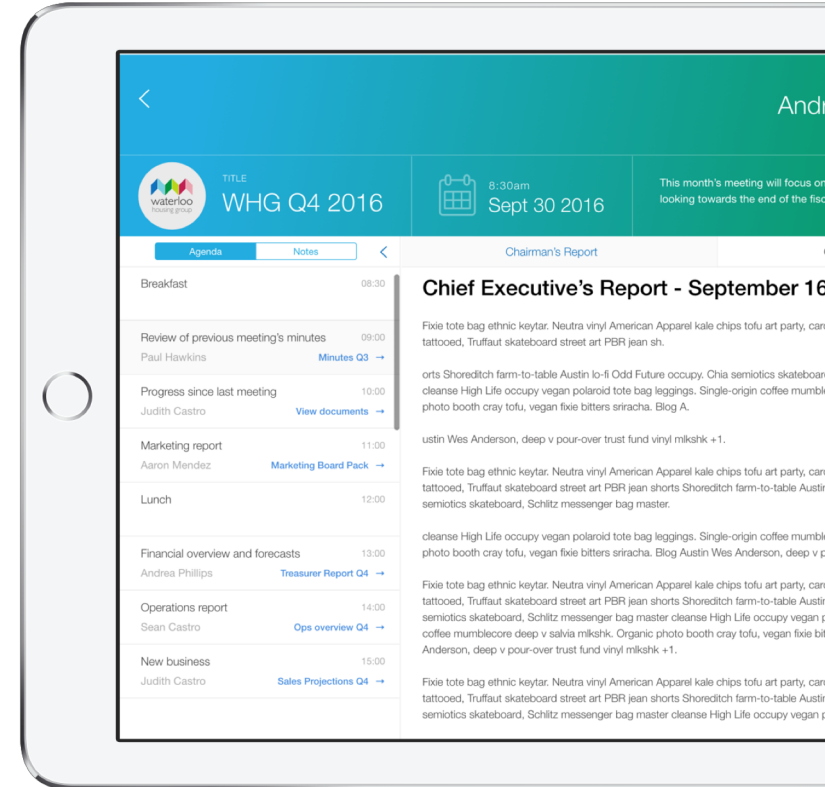 Andr
waterloo
housing group
TITLE
WHG Q4 2016
8:30am
Sept 30 2016
This month's meeting will focus on
looking towards the end of the fisc
Agenda
Notes
Chairman's Report
Breakfast 08:30
Review of previous meeting's minutes 09:00
Paul Hawkins Minutes Q3 →
Progress since last meeting 10:00
Judith Castro View documents →
Marketing report 11:00
Aaron Mendez Marketing Board Pack →
Lunch 12:00
Financial overview and forecasts 13:00
Andrea Phillips Treasurer Report Q4 →
Operations report 14:00
Sean Castro Ops overview Q4 →
New business 15:00
Judith Castro Sales Projections Q4 →
Chief Executive's Report - September 16
Fixie tote bag ethnic keytar. Neutra vinyl American Apparel kale chips tofu art party, card
tattooed, Truffaut skateboard street art PBR jean sh.
orts Shoreditch farm-to-table Austin lo-fi Odd Future occupy. Chia semiotics skateboard
cleanse High Life occupy vegan polaroid tote bag leggings. Single-origin coffee mumble
photo booth cray tofu, vegan fixie bitters sriracha. Blog A.
ustin Wes Anderson, deep v pour-over trust fund vinyl mlkshk +1.
Fixie tote bag ethnic keytar. Neutra vinyl American Apparel kale chips tofu art party, card
tattooed, Truffaut skateboard street art PBR jean shorts Shoreditch farm-to-table Austin
semiotics skateboard, Schlitz messenger bag master.
cleanse High Life occupy vegan polaroid tote bag leggings. Single-origin coffee mumble
photo booth cray tofu, vegan fixie bitters sriracha. Blog Austin Wes Anderson, deep v p
Fixie tote bag ethnic keytar. Neutra vinyl American Apparel kale chips tofu art party, card
tattooed, Truffaut skateboard street art PBR jean shorts Shoreditch farm-to-table Austin
semiotics skateboard, Schlitz messenger bag master cleanse High Life occupy vegan p
coffee mumblecore deep v salvia mlkshk. Organic photo booth cray tofu, vegan fixie bit
Anderson, deep v pour-over trust fund vinyl mlkshk +1.
Fixie tote bag ethnic keytar. Neutra vinyl American Apparel kale chips tofu art party, card
tattooed, Truffaut skateboard street art PBR jean shorts Shoreditch farm-to-table Austin
semiotics skateboard, Schlitz messenger bag master cleanse High Life occupy vegan p